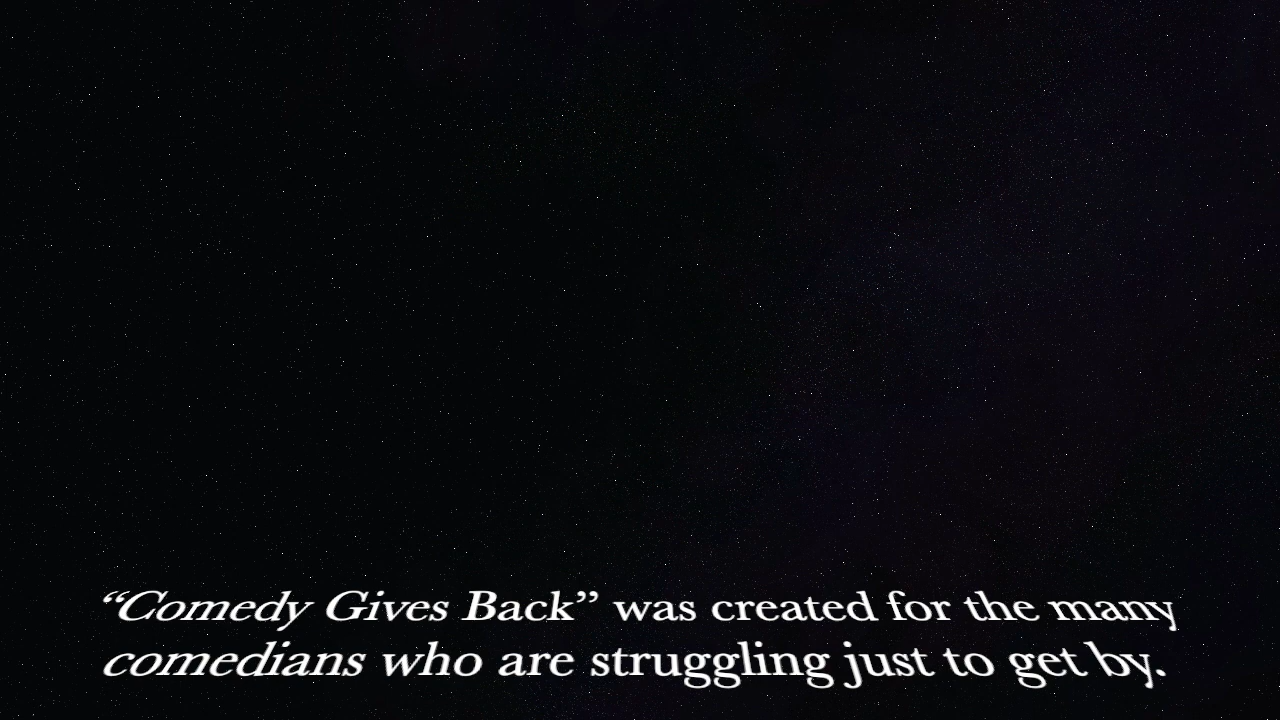 “Comedy Gives Back” was created for the many
comedians who are struggling just to get by.